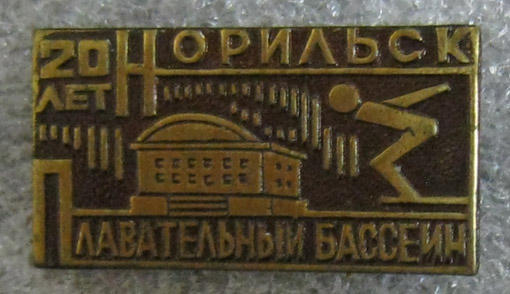 20 НОРИЛЬСК
ЛЕТ
ПЛАВАТЕЛЬНЫЙ БАССЕЙН